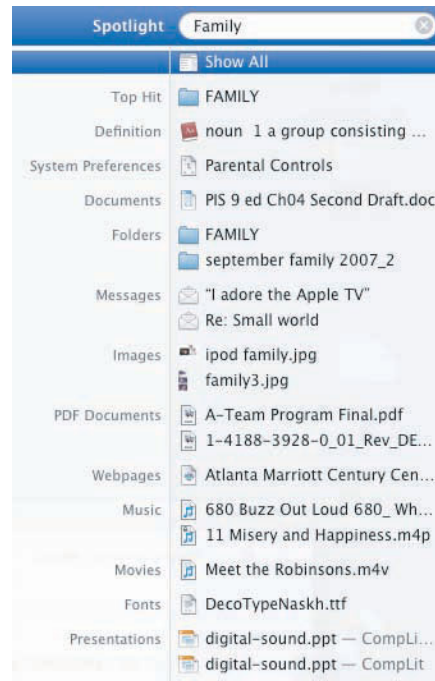 Spotlight Family
Show All
Top Hit FAMILY
Definition noun 1 a group consisting ...
System Preferences Parental Controls
Documents PIS 9 ed Ch04 Second Draft.doc
Folders FAMILY
september family 2007_2
Messages "I adore the Apple TV"
Re: Small world
Images ipod family.jpg
family3.jpg
PDF Documents A-Team Program Final.pdf
1-4188-3928-0_01_Rev_DE...
Webpages Atlanta Marriott Century Cen...
Music 680 Buzz Out Loud 680_ Wh...
11 Misery and Happiness.m4p
Movies Meet the Robinsons.m4v
Fonts DecoTypeNaskh.ttf
Presentations digital-sound.ppt — CompLi...
digital-sound.ppt — CompLit